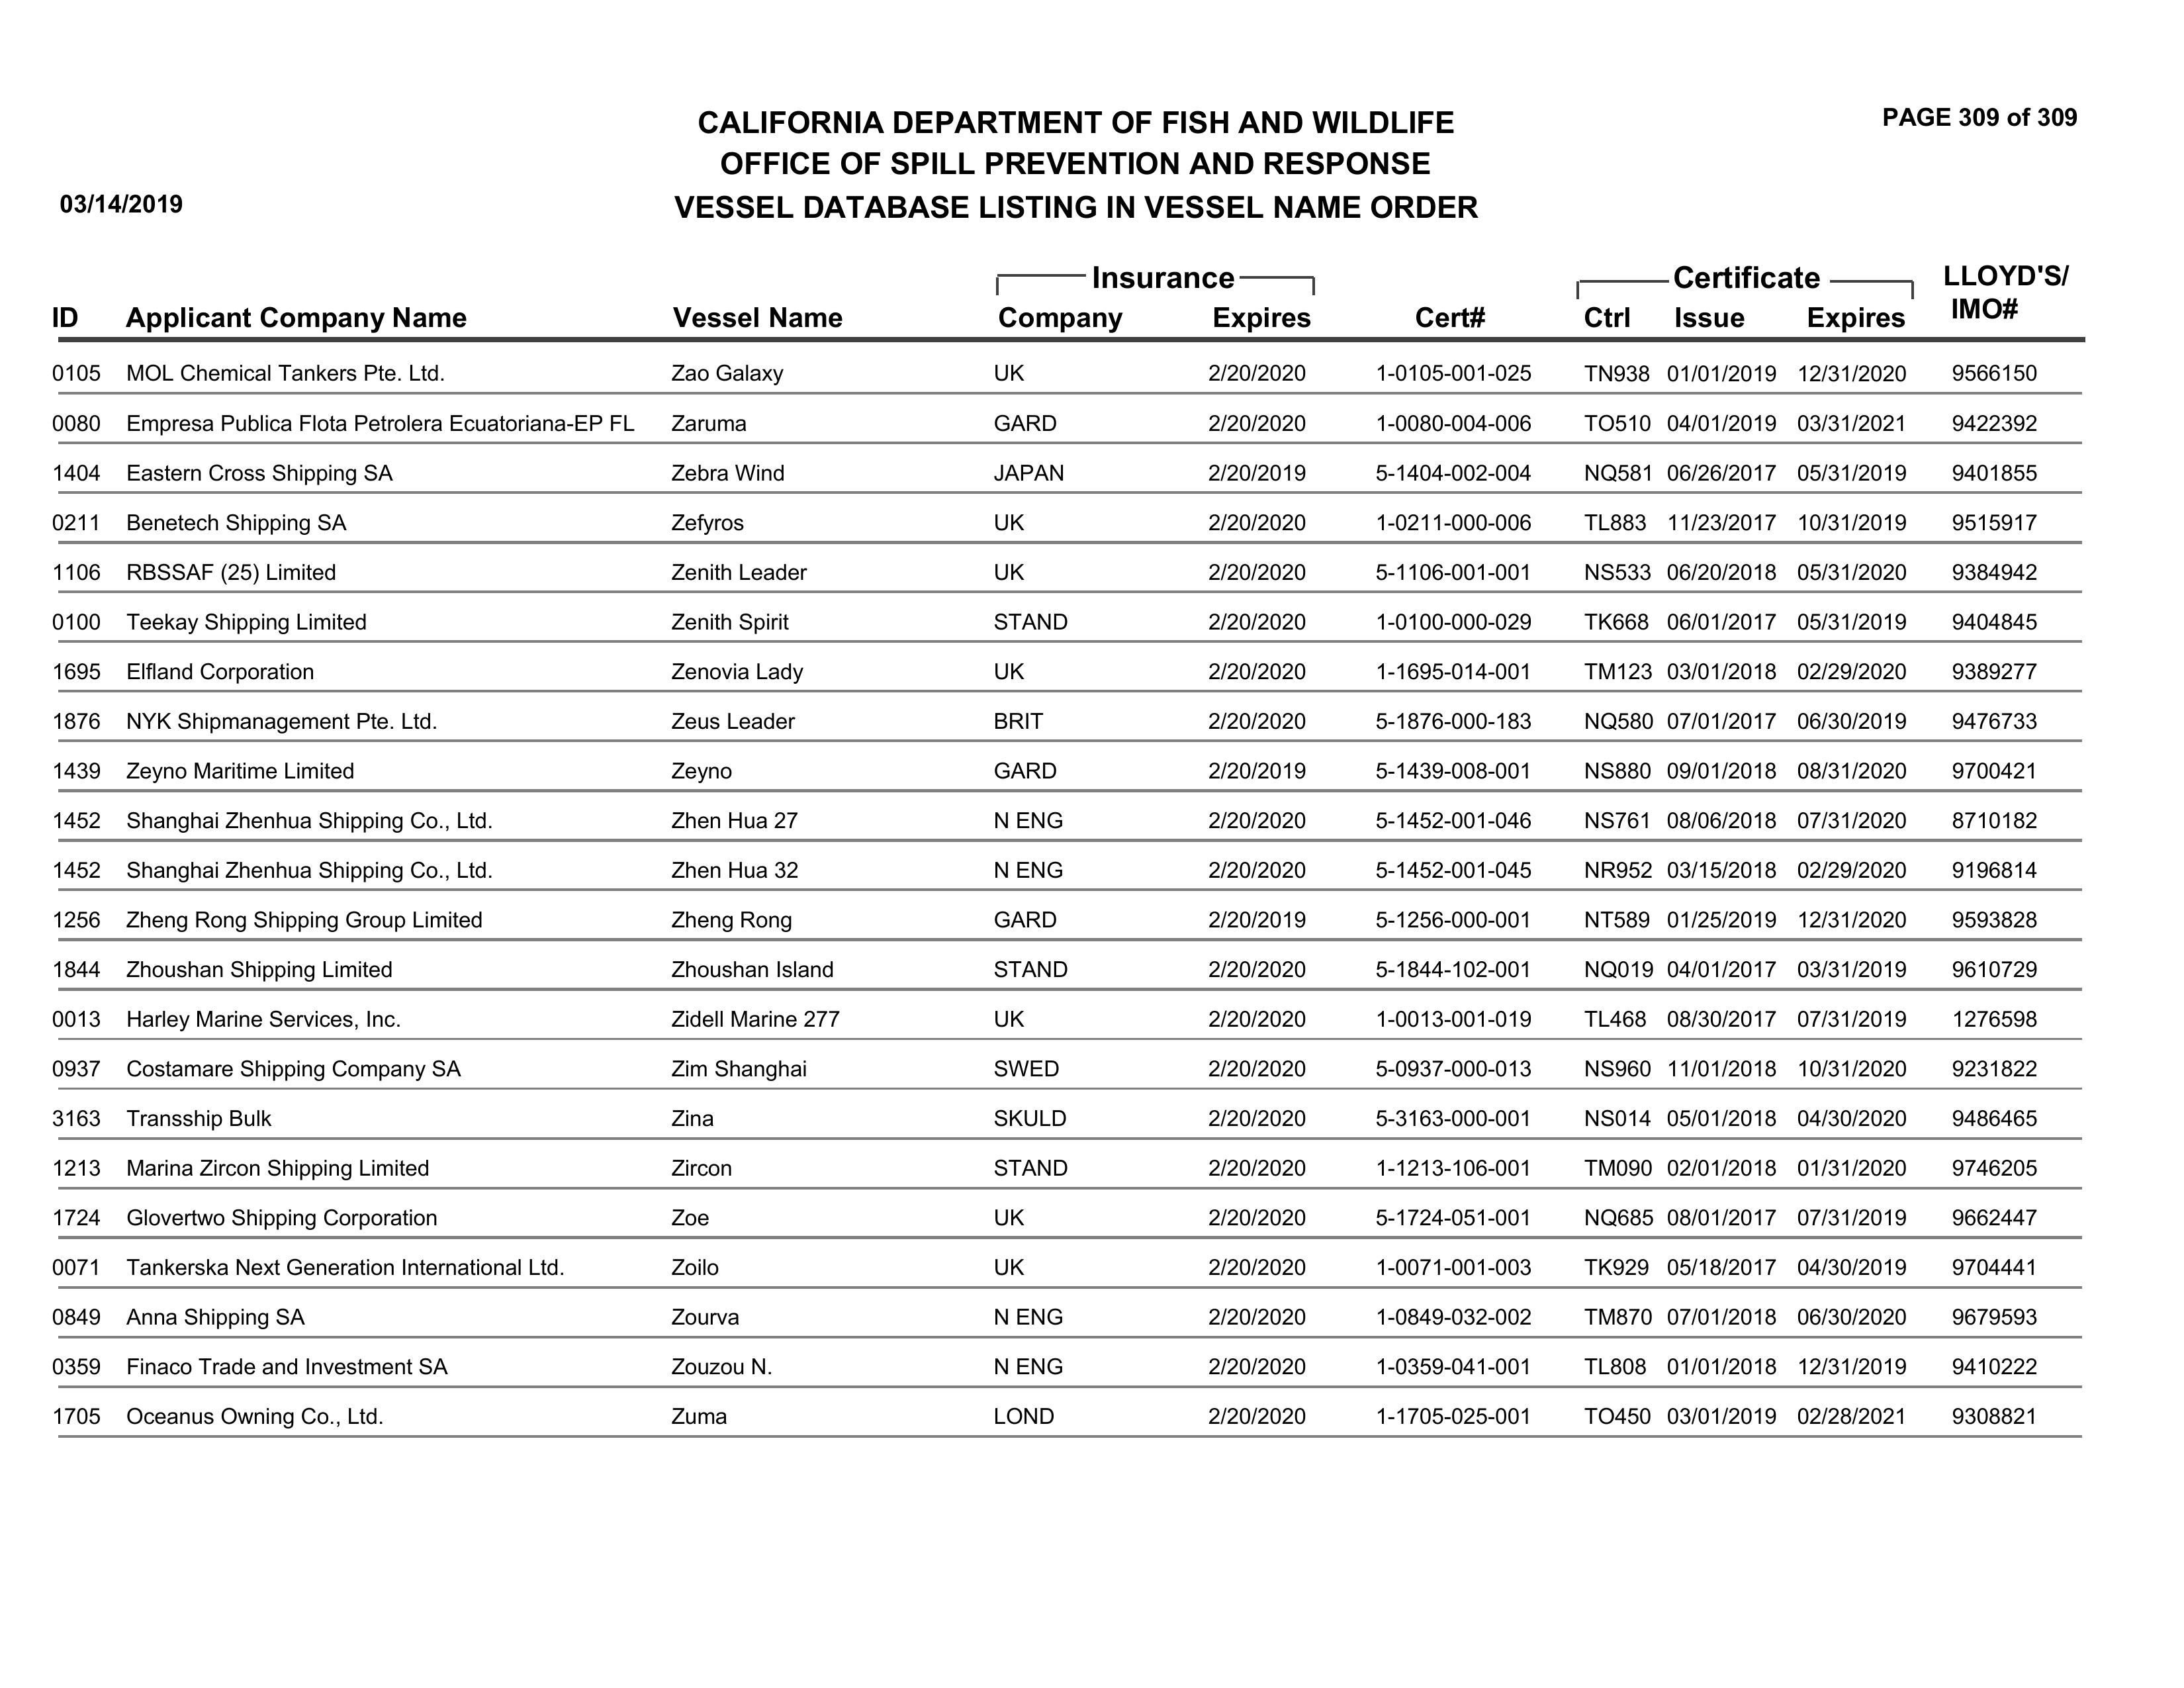 PAGE 309 of 309
CALIFORNIA DEPARTMENT OF FISH AND WILDLIFE
OFFICE OF SPILL PREVENTION AND RESPONSE
03/14/2019
VESSEL DATABASE LISTING IN VESSEL NAME ORDER
Insurance Certificate LLOYD'S/
ID Applicant Company Name Vessel Name Company Expires Cert# Ctrl Issue Expires IMO#
0105 MOL Chemical Tankers Pte. Ltd. Zao Galaxy UK 2/20/2020 1-0105-001-025 TN938 01/01/2019 12/31/2020 9566150
0080 Empresa Publica Flota Petrolera Ecuatoriana-EP FL Zaruma GARD 2/20/2020 1-0080-004-006 TO510 04/01/2019 03/31/2021 9422392
1404 Eastern Cross Shipping SA Zebra Wind JAPAN 2/20/2019 5-1404-002-004 NQ581 06/26/2017 05/31/2019 9401855
0211 Benetech Shipping SA Zefyros UK 2/20/2020 1-0211-000-006 TL883 11/23/2017 10/31/2019 9515917
1106 RBSSAF (25) Limited Zenith Leader UK 2/20/2020 5-1106-001-001 NS533 06/20/2018 05/31/2020 9384942
0100 Teekay Shipping Limited Zenith Spirit STAND 2/20/2020 1-0100-000-029 TK668 06/01/2017 05/31/2019 9404845
1695 Elfland Corporation Zenovia Lady UK 2/20/2020 1-1695-014-001 TM123 03/01/2018 02/29/2020 9389277
1876 NYK Shipmanagement Pte. Ltd. Zeus Leader BRIT 2/20/2020 5-1876-000-183 NQ580 07/01/2017 06/30/2019 9476733
1439 Zeyno Maritime Limited Zeyno GARD 2/20/2019 5-1439-008-001 NS880 09/01/2018 08/31/2020 9700421
1452 Shanghai Zhenhua Shipping Co., Ltd. Zhen Hua 27 N ENG 2/20/2020 5-1452-001-046 NS761 08/06/2018 07/31/2020 8710182
1452 Shanghai Zhenhua Shipping Co., Ltd. Zhen Hua 32 N ENG 2/20/2020 5-1452-001-045 NR952 03/15/2018 02/29/2020 9196814
1256 Zheng Rong Shipping Group Limited Zheng Rong GARD 2/20/2019 5-1256-000-001 NT589 01/25/2019 12/31/2020 9593828
1844 Zhoushan Shipping Limited Zhoushan Island STAND 2/20/2020 5-1844-102-001 NQ019 04/01/2017 03/31/2019 9610729
0013 Harley Marine Services, Inc. Zidell Marine 277 UK 2/20/2020 1-0013-001-019 TL468 08/30/2017 07/31/2019 1276598
0937 Costamare Shipping Company SA Zim Shanghai SWED 2/20/2020 5-0937-000-013 NS960 11/01/2018 10/31/2020 9231822
3163 Transship Bulk Zina SKULD 2/20/2020 5-3163-000-001 NS014 05/01/2018 04/30/2020 9486465
1213 Marina Zircon Shipping Limited Zircon STAND 2/20/2020 1-1213-106-001 TM090 02/01/2018 01/31/2020 9746205
1724 Glovertwo Shipping Corporation Zoe UK 2/20/2020 5-1724-051-001 NQ685 08/01/2017 07/31/2019 9662447
0071 Tankerska Next Generation International Ltd. Zoilo UK 2/20/2020 1-0071-001-003 TK929 05/18/2017 04/30/2019 9704441
0849 Anna Shipping SA Zourva N ENG 2/20/2020 1-0849-032-002 TM870 07/01/2018 06/30/2020 9679593
0359 Finaco Trade and Investment SA Zouzou N. N ENG 2/20/2020 1-0359-041-001 TL808 01/01/2018 12/31/2019 9410222
1705 Oceanus Owning Co., Ltd. Zuma LOND 2/20/2020 1-1705-025-001 TO450 03/01/2019 02/28/2021 9308821